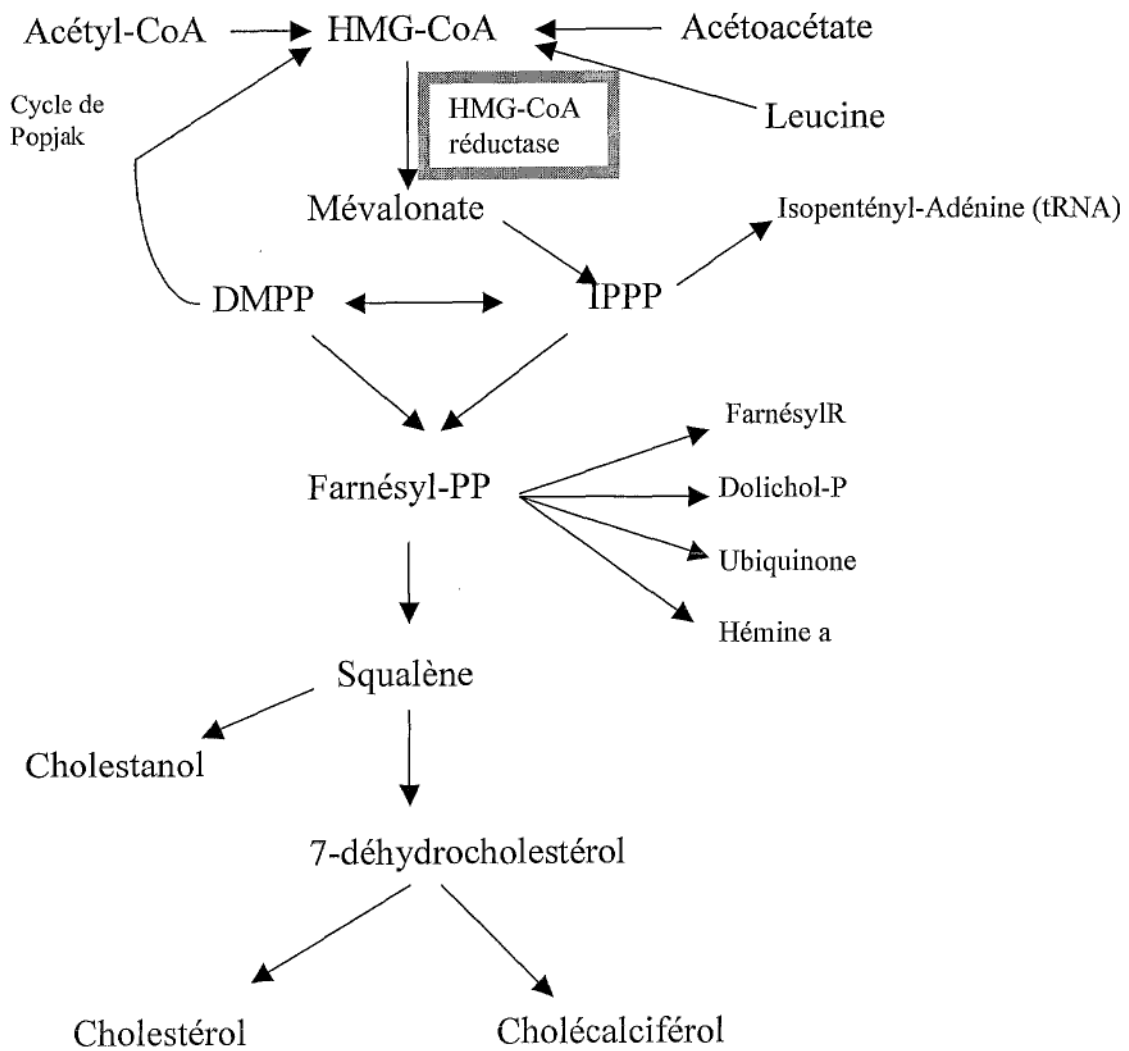 Acétyl-CoA
HMG-CoA
Acétoacétate
Cycle de
Popjak
HMG-CoA
réductase
Leucine
Mévalonate
Isopentényl-Adénine (tRNA)
DMPP
IPPP
FarnésylR
Farnésyl-PP
Dolichol-P
Ubiquinone
Hémine a
Squalène
Cholestanol
7-déhydrocholestérol
Cholestérol
Cholécalciférol